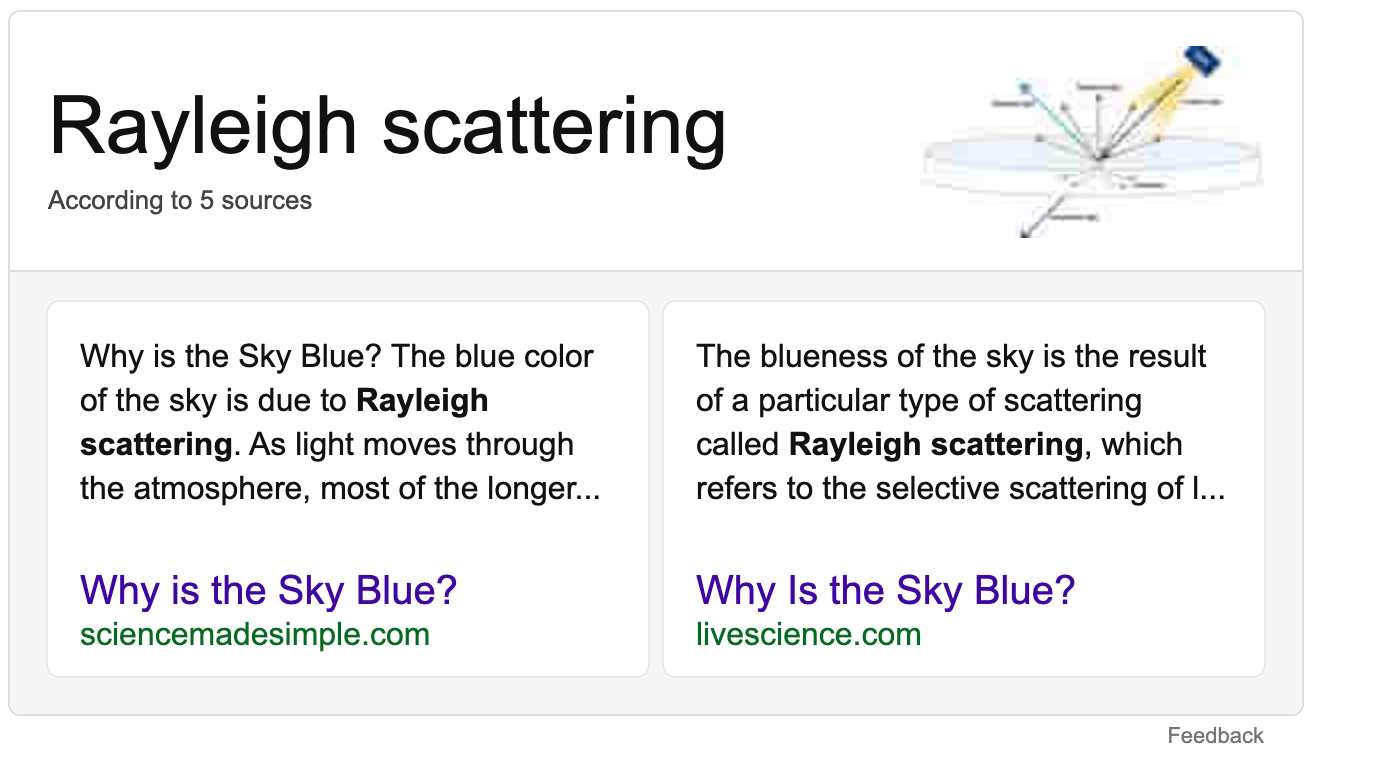 Rayleigh scattering
According to 5 sources
Why is the Sky Blue? The blue color
of the sky is due to Rayleigh
scattering. As light moves through
the atmosphere, most of the longer...
Why is the Sky Blue?
sciencemadesimple.com
The blueness of the sky is the result
of a particular type of scattering
called Rayleigh scattering, which
refers to the selective scattering of l...
Why Is the Sky Blue?
livescience.com
Feedback